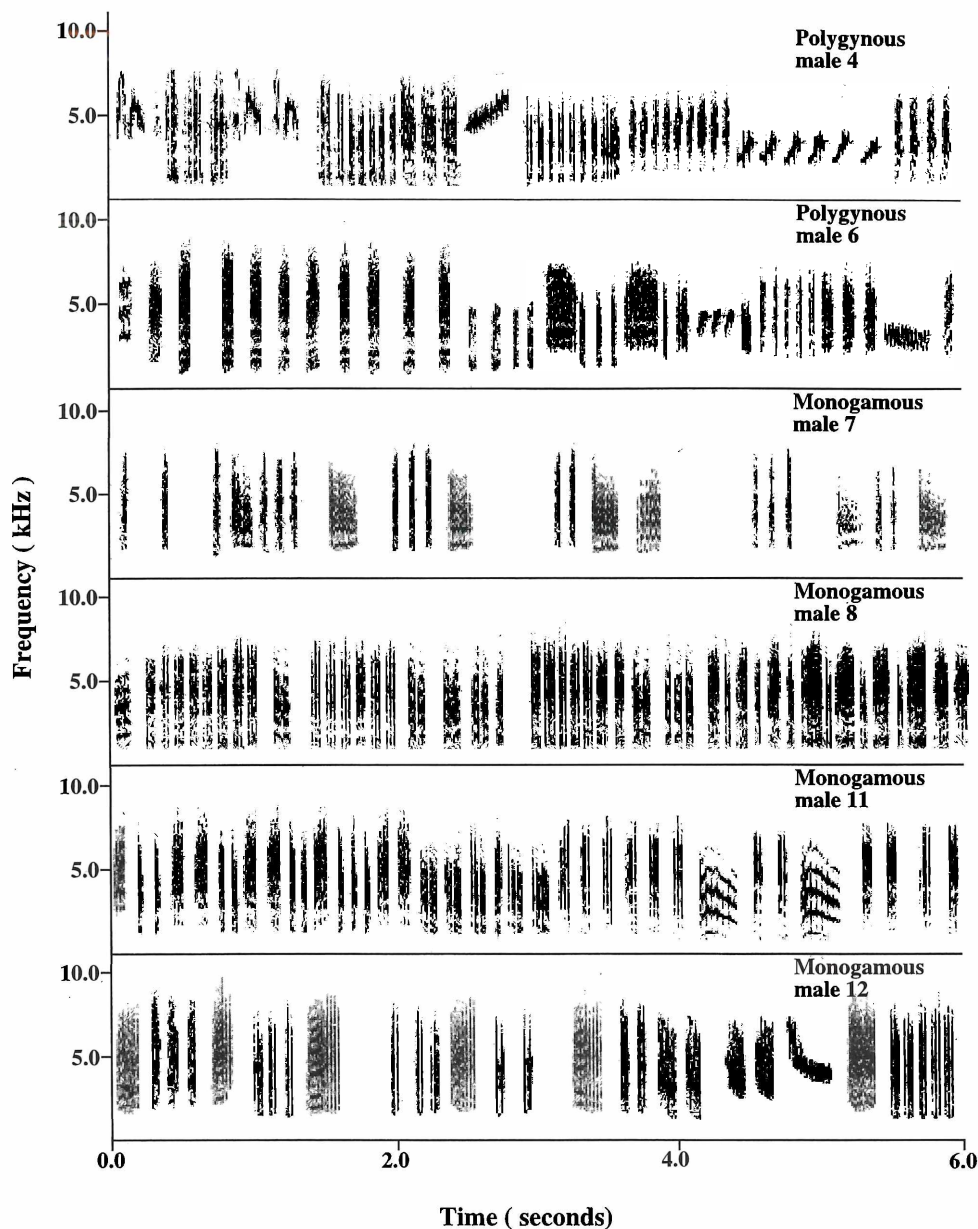 10.0
5.0
Polygynous
male 4
10.0
5.0
Polygynous
male 6
10.0
5.0
Monogamous
male 7
10.0
5.0
Monogamous
male 8
10.0
5.0
Monogamous
male 11
10.0
5.0
Monogamous
male 12
Frequency ( kHz )
0.0 2.0 4.0 6.0
Time ( seconds)